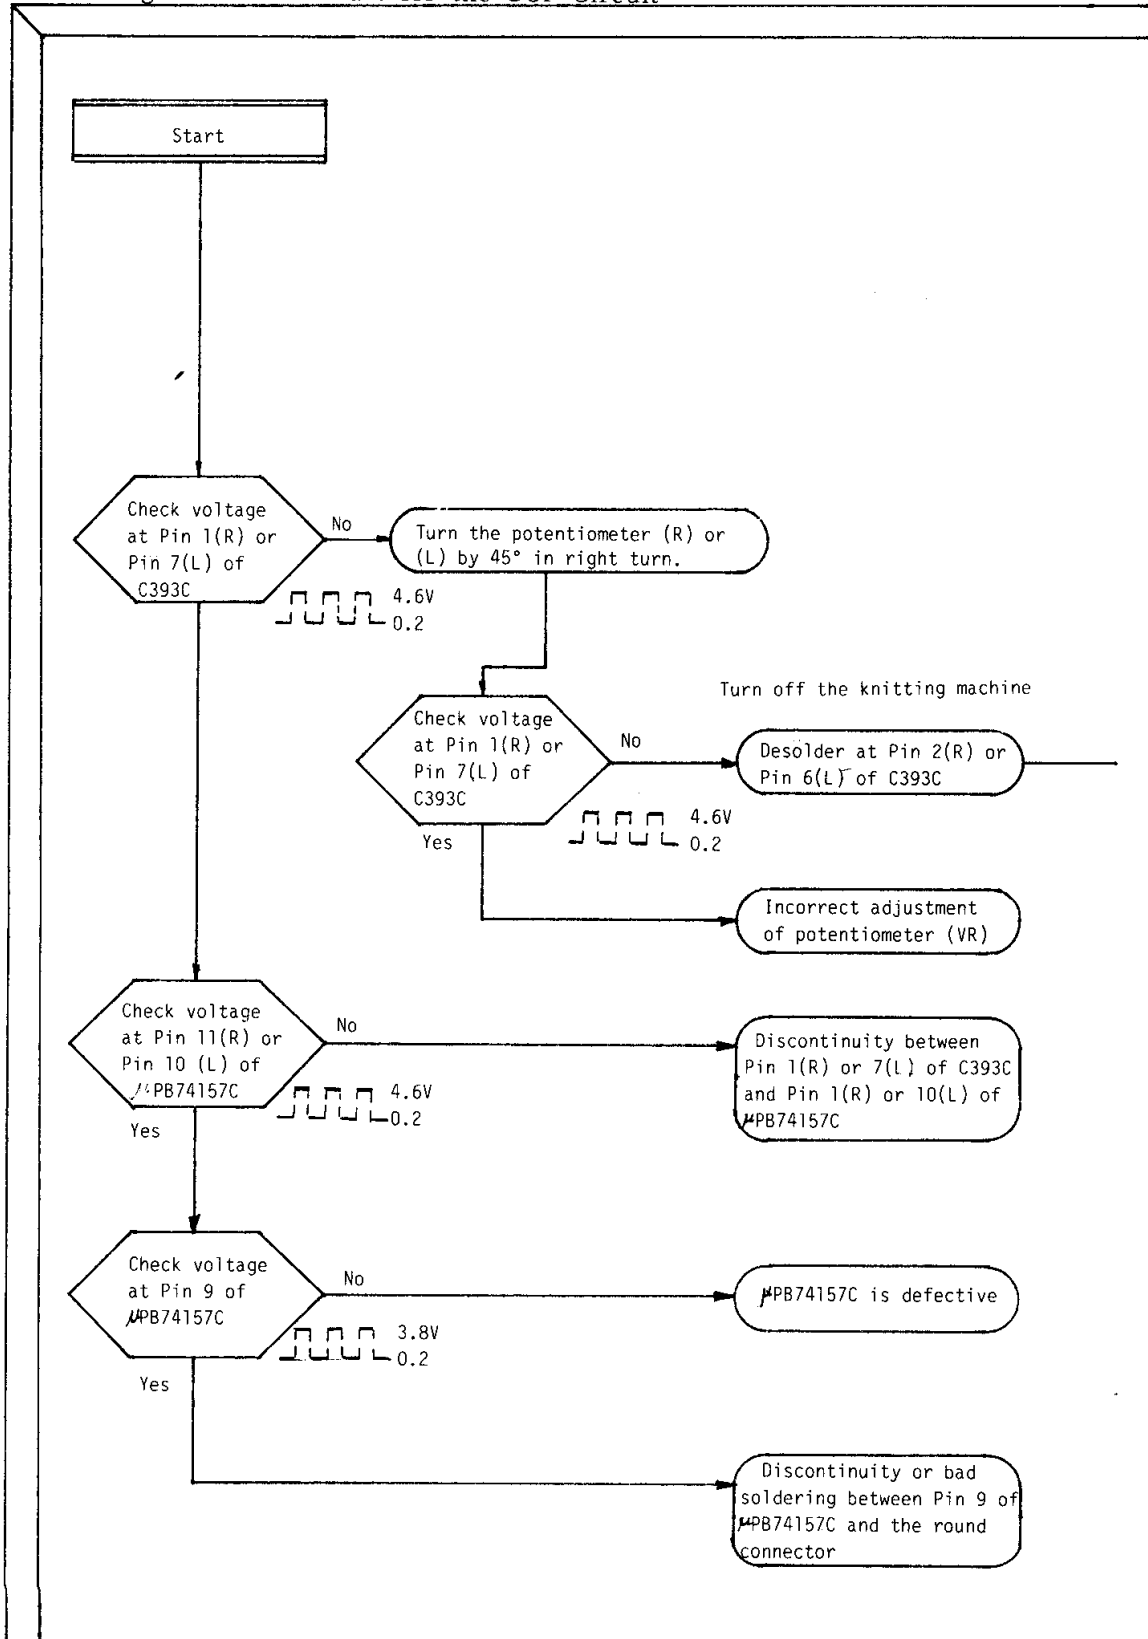 the Circuit
Start
Check voltage
at Pin 1(R) or
Pin 7(L) of
C393C
No
4.6V
0.2
Turn the potentiometer (R) or
(L) by 45° in right turn.
Check voltage
at Pin 1(R) or
Pin 7(L) of
C393C
No
Yes
4.6V
0.2
Turn off the knitting machine
Desolder at Pin 2(R) or
Pin 6(L) of C393C
Incorrect adjustment
of potentiometer (VR)
Check voltage
at Pin 11(R) or
Pin 10 (L) of
μPB74157C
No
4.6V
0.2
Yes
Discontinuity between
Pin 1(R) or 7(L) of C393C
and Pin 1(R) or 10(L) of
μPB74157C
Check voltage
at Pin 9 of
μPB74157C
No
3.8V
0.2
Yes
μPB74157C is defective
Discontinuity or bad
soldering between Pin 9 of
μPB74157C and the round
connector